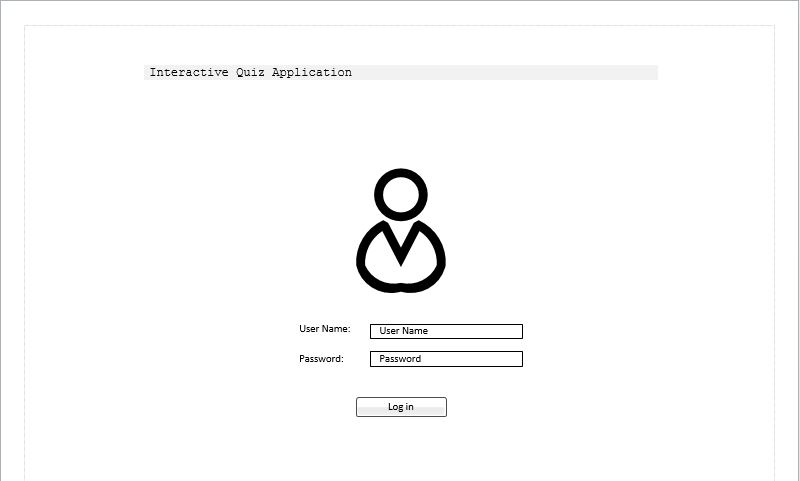 Interactive Quiz Application
User Name: User Name
Password: Password
Log in